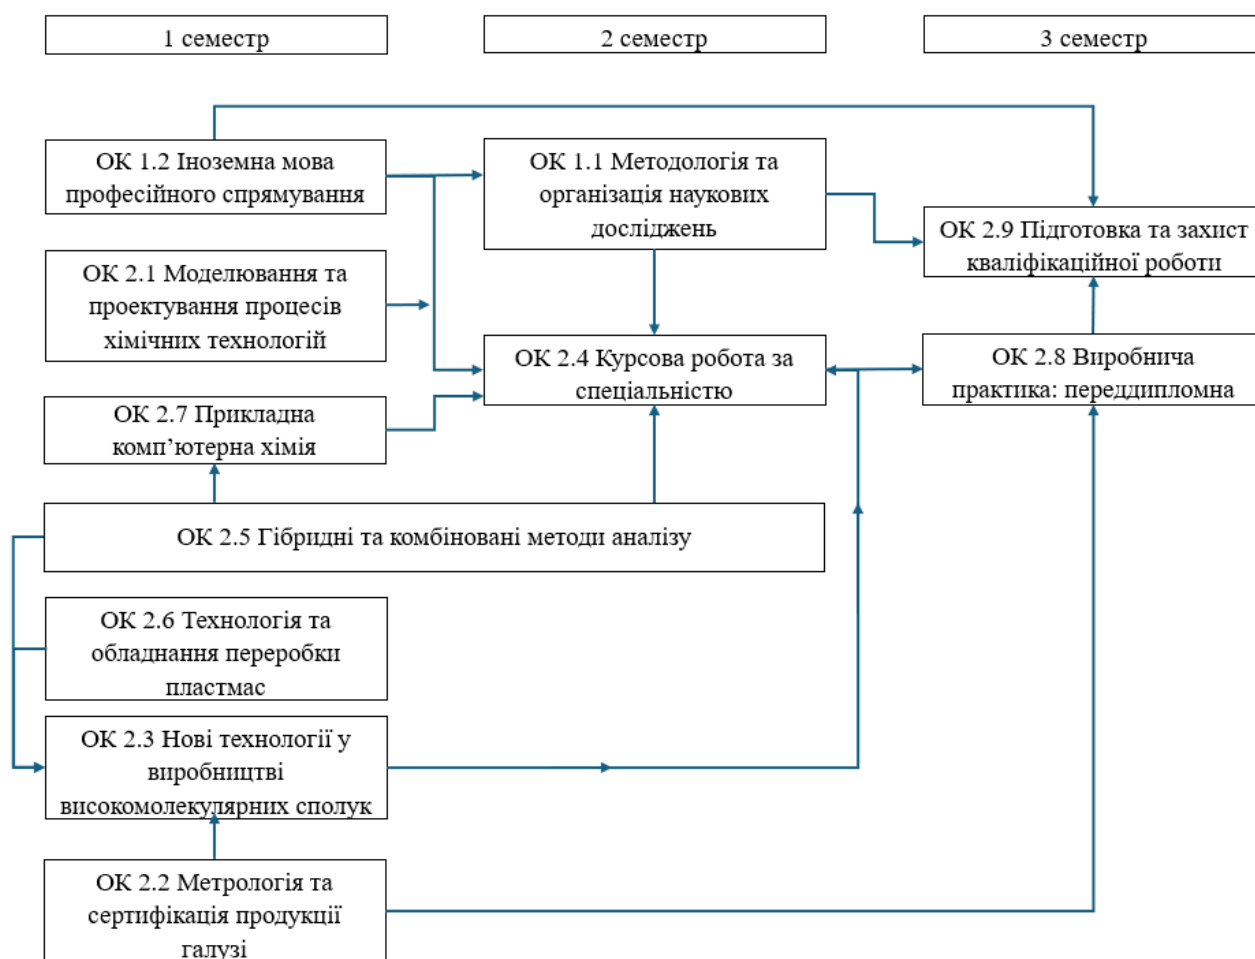 1 семестр
2 семестр
3 семестр
ОК 1.2 Іноземна мова
професійного спрямування
ОК 1.1 Методологія та
організація наукових
досліджень
ОК 2.9 Підготовка та захист
кваліфікаційної роботи
ОК 2.1 Моделювання та
проектування процесів
хімічних технологій
ОК 2.4 Курсова робота за
спеціальністю
ОК 2.8 Виробнича
практика: переддипломна
ОК 2.7 Прикладна
комп’ютерна хімія
ОК 2.5 Гібридні та комбіновані методи аналізу
ОК 2.6 Технологія та
обладнання переробки
пластмас
ОК 2.3 Нові технології у
виробництві
високомолекулярних сполук
ОК 2.2 Метрологія та
сертифікація продукції
галузі